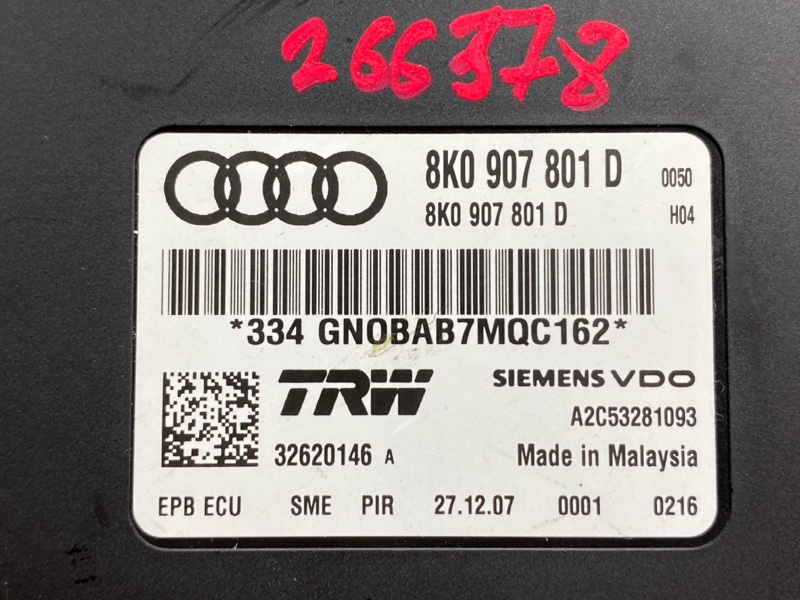 266378
8K0 907 801 D 0050
8K0 907 801 D H04
*334 GN0BAB7MQC162*
TRW SIEMENS VDO
A2C53281093
32620146 A Made in Malaysia
EPB ECU SME PIR 27.12.07 0001 0216